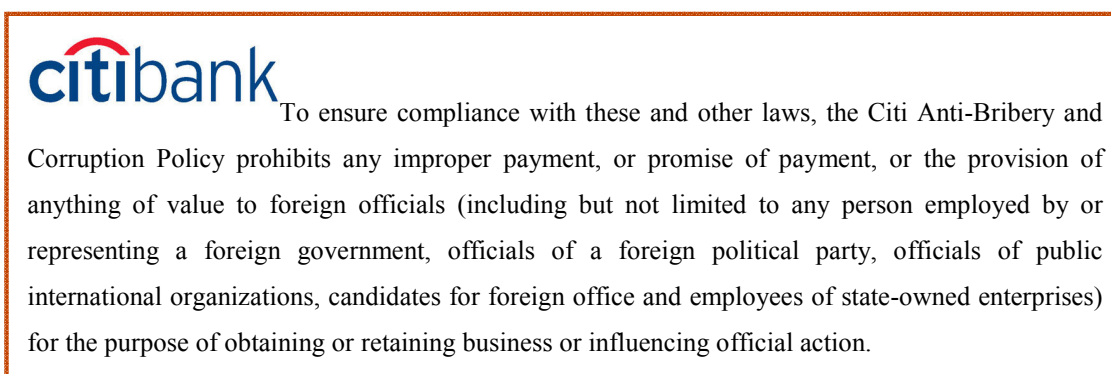 citibank
To ensure compliance with these and other laws, the Citi Anti-Bribery and
Corruption Policy prohibits any improper payment, or promise of payment, or the provision of
anything of value to foreign officials (including but not limited to any person employed by or
representing a foreign government, officials of a foreign political party, officials of public
international organizations, candidates for foreign office and employees of state-owned enterprises)
for the purpose of obtaining or retaining business or influencing official action.